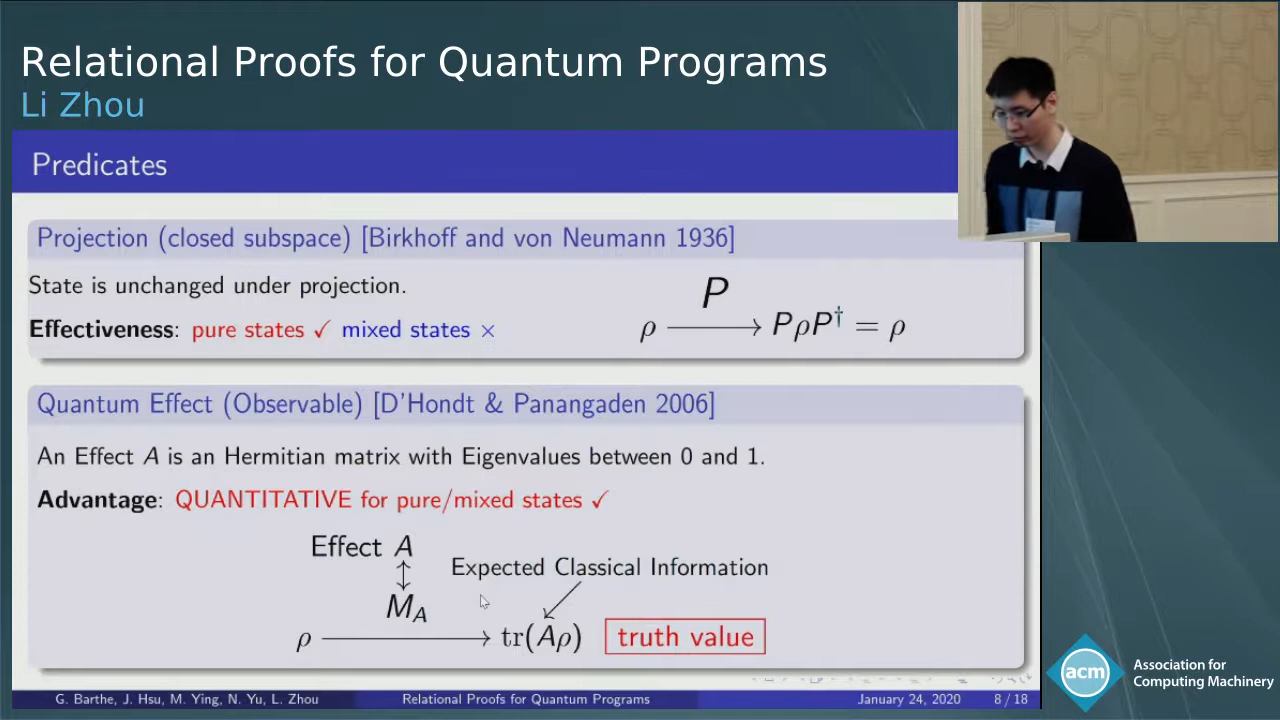 Relational Proofs for Quantum Programs
Li Zhou
Predicates
Projection (closed subspace) [Birkhoff and von Neumann 1936]
State is unchanged under projection.
Effectiveness: pure states ✓ mixed states ×
P
ρ ⟶ PρP† = ρ
Quantum Effect (Observable) [D'Hondt & Panangaden 2006]
An Effect A is an Hermitian matrix with Eigenvalues between 0 and 1.
Advantage: QUANTITATIVE for pure/mixed states ✓
Effect A
Expected Classical Information
M_A
ρ ⟶ tr(Aρ) truth value
G. Barthe, J. Hsu, M. Ying, N. Yu, L. Zhou Relational Proofs for Quantum Programs January 24, 2020 8 / 18
acm Association for
Computing Machinery